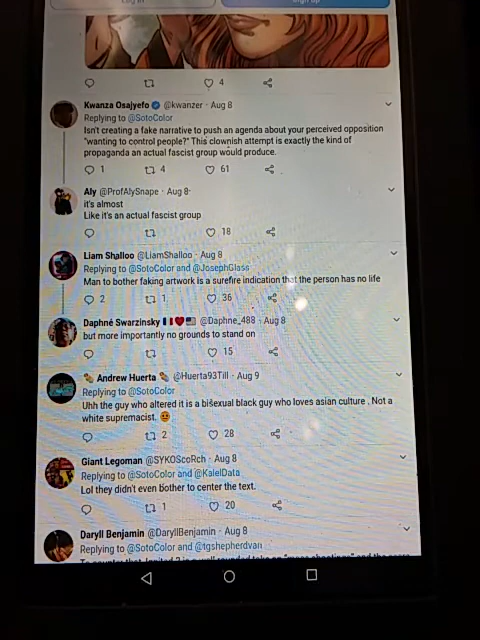 Log in
Sign up
4
Kwanza Osajyefo @kwanzer · Aug 8
Replying to @SotoColor
Isn't creating a fake narrative to push an agenda about your perceived opposition
"wanting to control people?" This clownish attempt is exactly the kind of
propaganda an actual fascist group would produce.
1 4 61
Aly @ProfAlySnape · Aug 8
it's almost
Like it's an actual fascist group
18
Liam Shalloo @LiamShalloo · Aug 8
Replying to @SotoColor and @JosephGlass
Man to bother faking artwork is a surefire indication that the person has no life
2 1 36
Daphné Swarzinsky 🇫🇷❤️🇺🇸 @Daphne_488 · Aug 8
but more importantly no grounds to stand on
15
Andrew Huerta @Huerta93Till · Aug 9
Replying to @SotoColor
Uhh the guy who altered it is a bisexual black guy who loves asian culture . Not a
white supremacist. 😐
2 28
Giant Legoman @SYKOScoRch · Aug 8
Replying to @SotoColor and @KalelData
Lol they didn't even bother to center the text.
1 20
Daryll Benjamin @DaryllBenjamin · Aug 8
Replying to @SotoColor and @tgshepherdvan